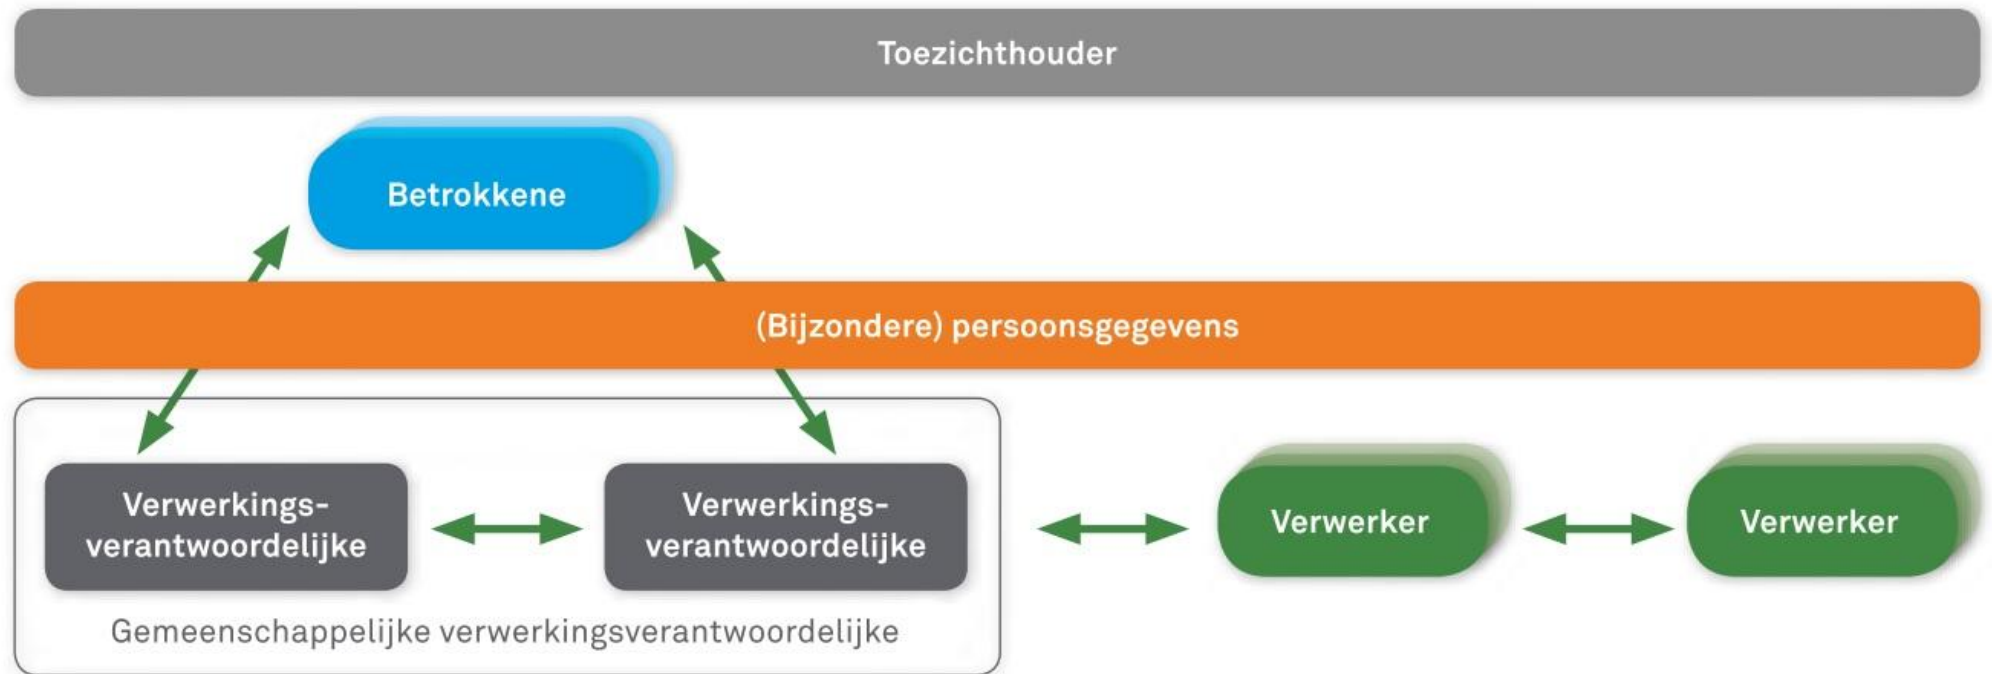 Toezichthouder
Betrokkene
(Bijzondere) persoonsgegevens
Verwerkings-
verantwoordelijke
Verwerkings-
verantwoordelijke
Verwerker
Verwerker
Gemeenschappelijke verwerkingsverantwoordelijke